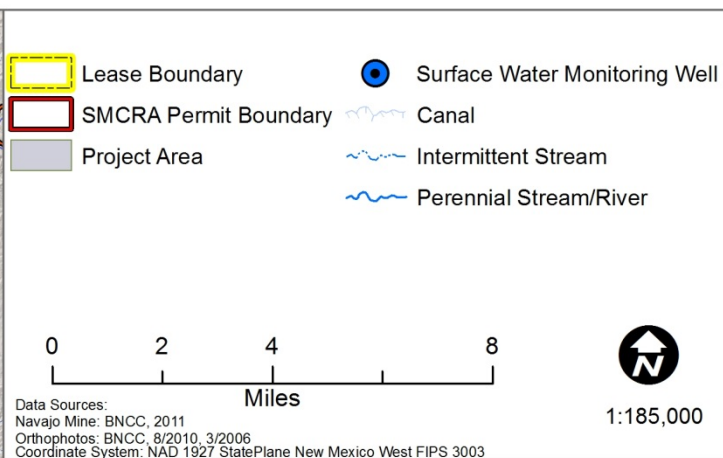 Lease Boundary
SMCRA Permit Boundary
Project Area
Surface Water Monitoring Well
Canal
Intermittent Stream
Perennial Stream/River
0 2 4 8
Miles
N
1:185,000
Data Sources:
Navajo Mine: BNCC, 2011
Orthophotos: BNCC, 8/2010, 3/2006
Coordinate System: NAD 1927 StatePlane New Mexico West FIPS 3003